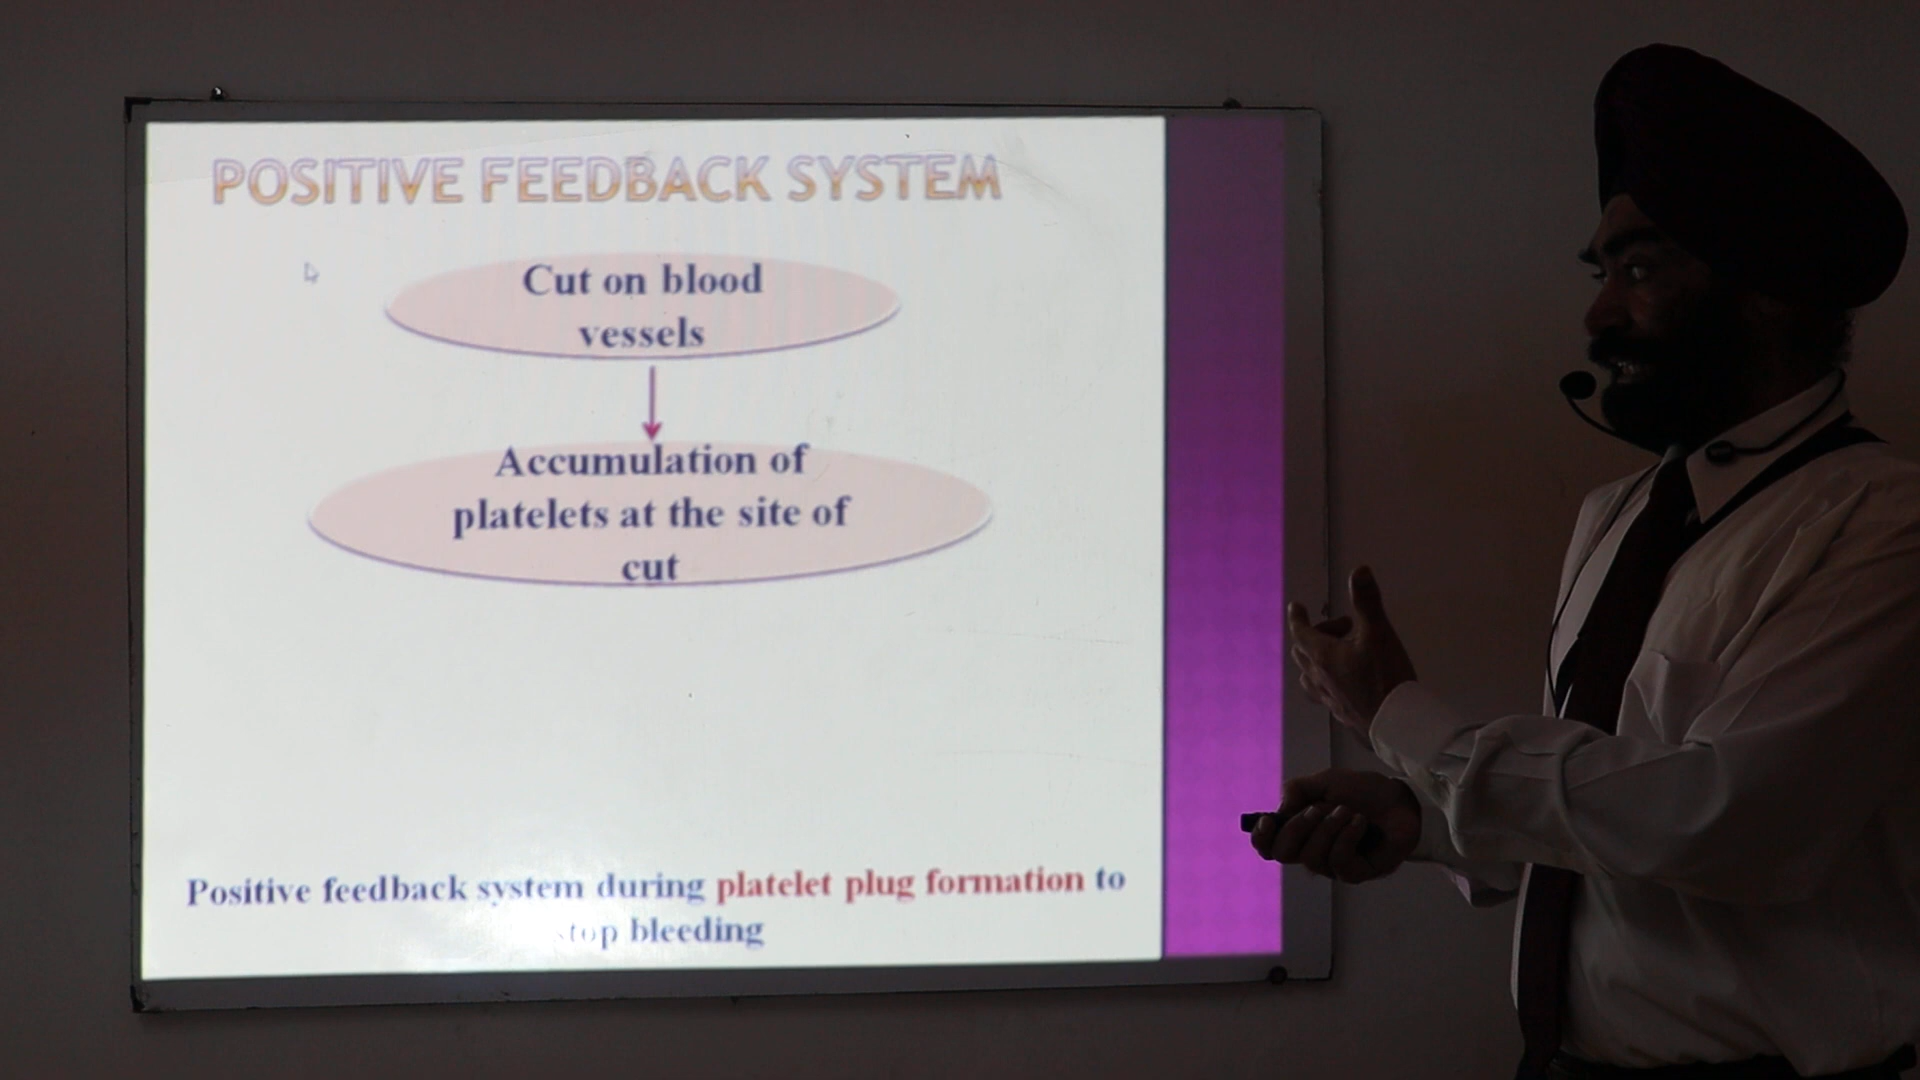 POSITIVE FEEDBACK SYSTEM
Cut on blood
vessels
Accumulation of
platelets at the site of
cut
Positive feedback system during platelet plug formation to
stop bleeding